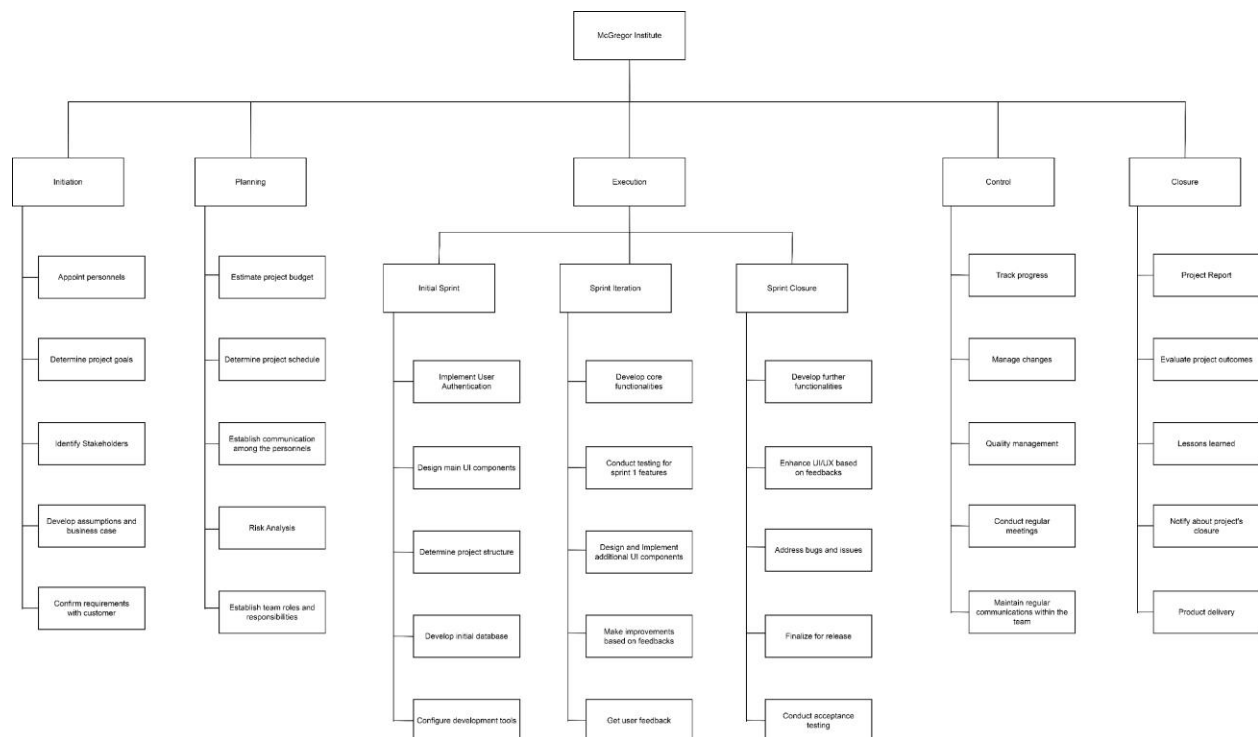 McGregor Institute
Initiation
Planning
Execution
Control
Closure
Appoint personnels
Determine project goals
Identify Stakeholders
Develop assumptions and
business case
Confirm requirements
with customer
Estimate project budget
Determine project schedule
Establish communication
among the personnels
Risk Analysis
Establish team roles and
responsibilities
Initial Sprint
Sprint Iteration
Sprint Closure
Implement User
Authentication
Design main UI components
Determine project structure
Develop initial database
Configure development tools
Develop core
functionalities
Conduct testing for
sprint 1 features
Design and Implement
additional UI components
Make improvements
based on feedbacks
Get user feedback
Develop further
functionalities
Enhance UI/UX based
on feedbacks
Address bugs and issues
Finalize for release
Conduct acceptance
testing
Track progress
Manage changes
Quality management
Conduct regular
meetings
Maintain regular
communications within the
team
Project Report
Evaluate project outcomes
Lessons learned
Notify about project's
closure
Product delivery